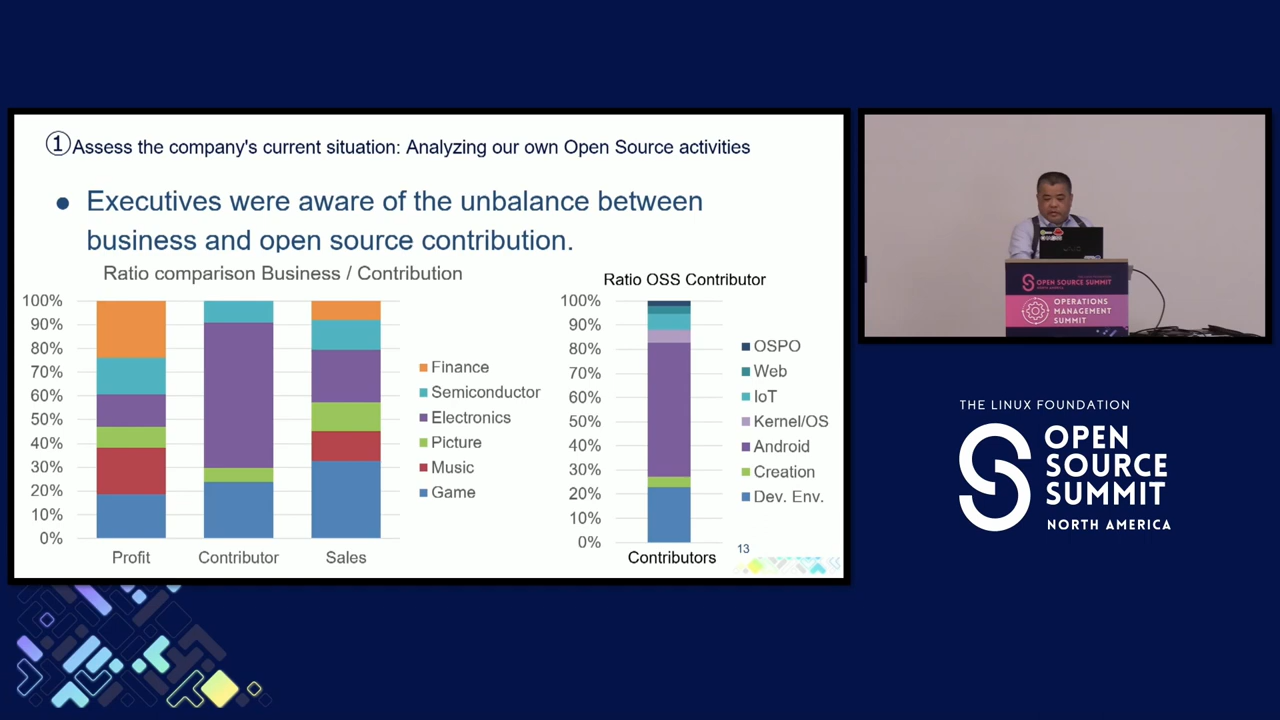 ① Assess the company's current situation: Analyzing our own Open Source activities
● Executives were aware of the unbalance between
business and open source contribution.
Ratio comparison Business / Contribution
100%
90%
80%
70%
60%
50%
40%
30%
20%
10%
0%
Profit
Contributor
Sales
Finance
Semiconductor
Electronics
Picture
Music
Game
Ratio OSS Contributor
100%
90%
80%
70%
60%
50%
40%
30%
20%
10%
0%
Contributors
OSPO
Web
IoT
Kernel/OS
Android
Creation
Dev. Env.
13
OPEN SOURCE SUMMIT
NORTH AMERICA
OPERATIONS
MANAGEMENT
SUMMIT
THE LINUX FOUNDATION
OPEN
SOURCE
SUMMIT
NORTH AMERICA